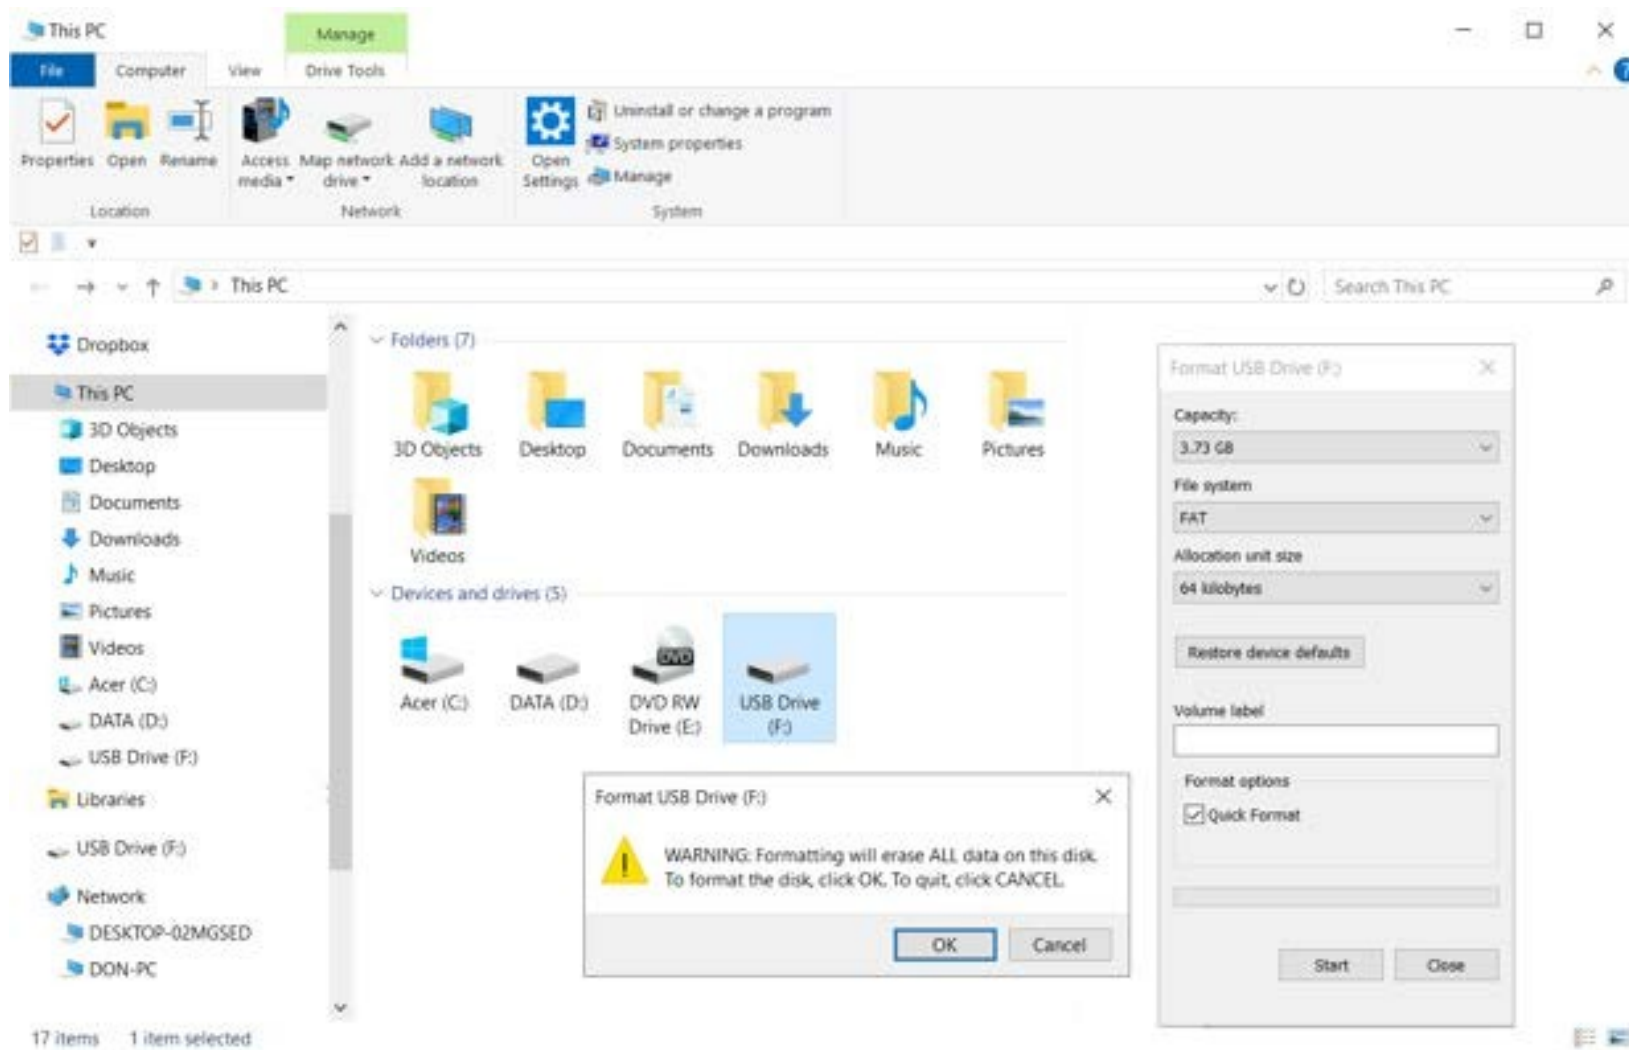 This PC
Manage
File
Computer
View
Drive Tools
Properties
Open
Rename
Access media
Map network drive
Add a network location
Open Settings
Uninstall or change a program
System properties
Manage
Location
Network
System
This PC
Search This PC
Dropbox
This PC
3D Objects
Desktop
Documents
Downloads
Music
Pictures
Videos
Acer (C:)
DATA (D:)
USB Drive (F:)
Libraries
USB Drive (F:)
Network
DESKTOP-02MGSED
DON-PC
Folders (7)
3D Objects
Desktop
Documents
Downloads
Music
Pictures
Videos
Devices and drives (5)
Acer (C:)
DATA (D:)
DVD
DVD RW
Drive (E:)
USB Drive
(F:)
Format USB Drive (F:)
WARNING: Formatting will erase ALL data on this disk.
To format the disk, click OK. To quit, click CANCEL.
OK
Cancel
Format USB Drive (F:)
Capacity:
3.73 GB
File system
FAT
Allocation unit size
64 kilobytes
Restore device defaults
Volume label
Format options
Quick Format
Start
Close
17 items
1 item selected